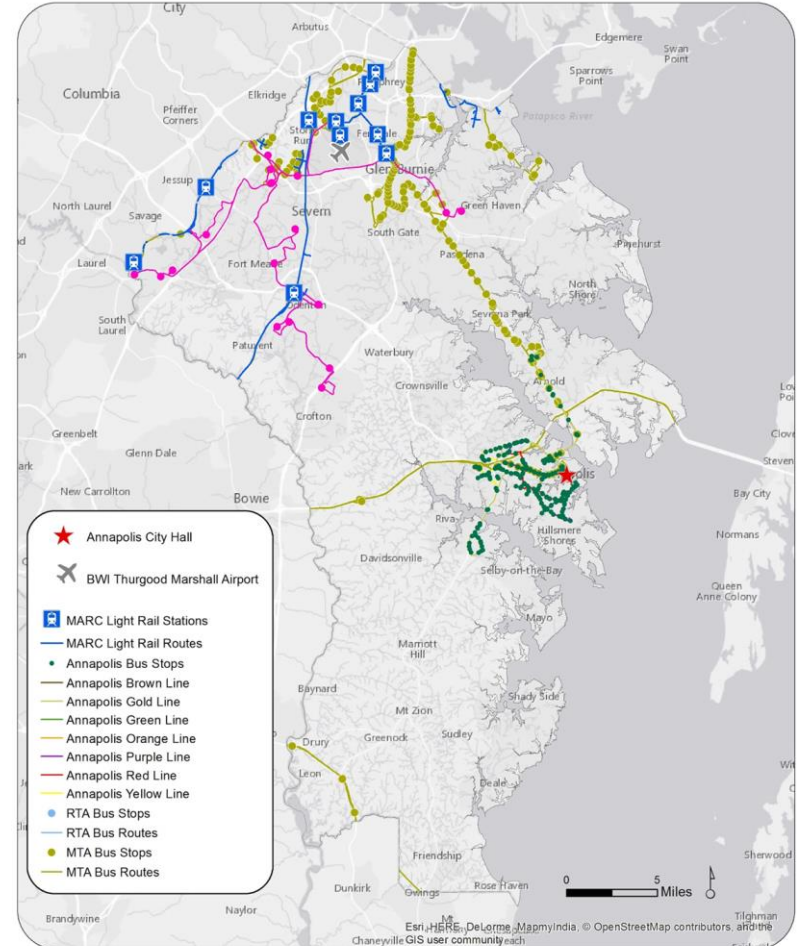 City
Arbutus
Edgemere
Swan
Point
Sparrows
Point
Columbia
Elkridge
Pfeiffer
Corners
Patapsco River
Jessup
Glen Burnie
North Laurel
Savage
Severn
Green Haven
South Gate
Laurel
Fort Meade
Pasadena
Pinehurst
North
Shore
South
Laurel
Odenton
Severna Park
Patuxent
Waterbury
Crownsville
Arnold
Crofton
Greenbelt
Glenn Dale
New Carrollton
Bowie
Bay City
Riva
Hillsmere
Shores
Normans
Davidsonville
Selby-on-the-Bay
Queen
Anne Colony
Mayo
Marriott
Hill
Baynard
Shady Side
Mt Zion
Drury
Greenock
Sudley
Leon
Deale
Friendship
Dunkirk
Owings
Rose Haven
Sherwood
Brandywine
Naylor
Chaneyville
Tilghman
Annapolis City Hall
BWI Thurgood Marshall Airport
MARC Light Rail Stations
MARC Light Rail Routes
Annapolis Bus Stops
Annapolis Brown Line
Annapolis Gold Line
Annapolis Green Line
Annapolis Orange Line
Annapolis Purple Line
Annapolis Red Line
Annapolis Yellow Line
RTA Bus Stops
RTA Bus Routes
MTA Bus Stops
MTA Bus Routes
0 5
Miles
Esri, HERE, DeLorme, MapmyIndia, © OpenStreetMap contributors, and the
GIS user community